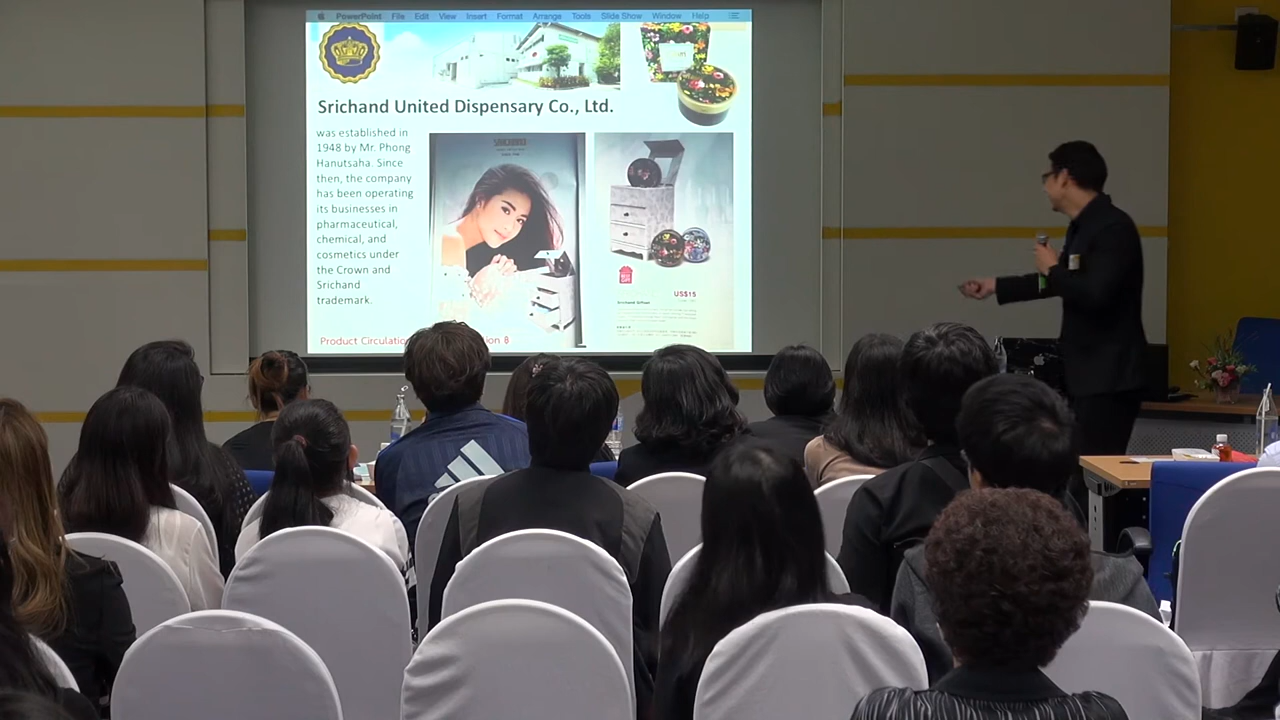 PowerPoint File Edit View Insert Format Arrange Tools Slide Show Window Help
Srichand United Dispensary Co., Ltd.
was established in
1948 by Mr. Phong
Hanutsaha. Since
then, the company
has been operating
its businesses in
pharmaceutical,
chemical, and
cosmetics under
the Crown and
Srichand
trademark.
SRICHAND
US$15
Product Circulatio
on B